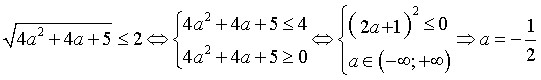 √(4a² + 4a + 5) ≤ 2 ⇔ { 4a² + 4a + 5 ≤ 4 ; 4a² + 4a + 5 ≥ 0 ⇔ { (2a+1)² ≤ 0 ; a ∈ (−∞; +∞) ⇒ a = −1/2